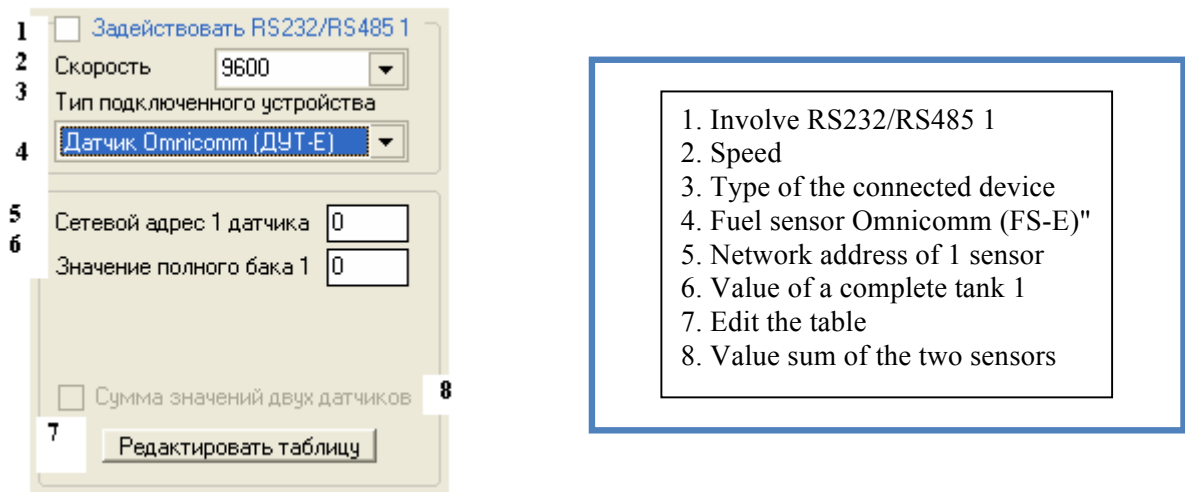 1 Задействовать RS232/RS485 1
2 Скорость 9600
3 Тип подключенного устройства
4 Датчик Omnicomm (ДУТ-Е)
5 Сетевой адрес 1 датчика 0
6 Значение полного бака 1 0
Сумма значений двух датчиков 8
7 Редактировать таблицу
1. Involve RS232/RS485 1
2. Speed
3. Type of the connected device
4. Fuel sensor Omnicomm (FS-E)"
5. Network address of 1 sensor
6. Value of a complete tank 1
7. Edit the table
8. Value sum of the two sensors